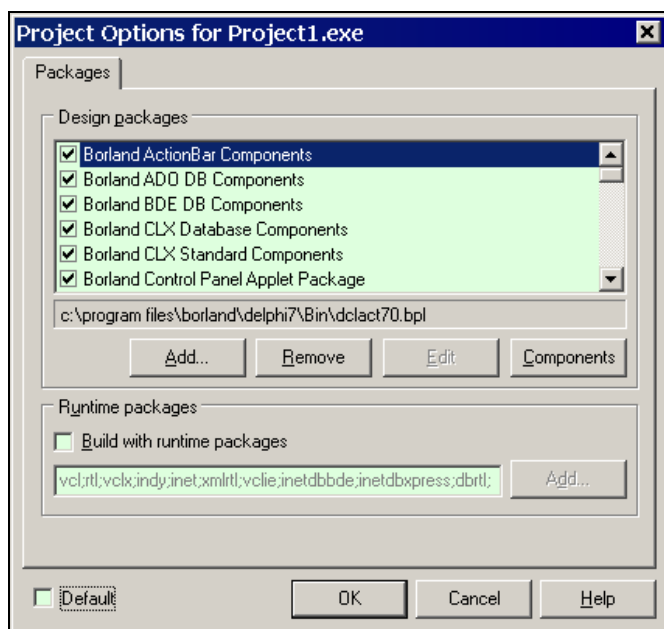 Project Options for Project1.exe
Packages
Design packages
Borland ActionBar Components
Borland ADO DB Components
Borland BDE DB Components
Borland CLX Database Components
Borland CLX Standard Components
Borland Control Panel Applet Package
c:\program files\borland\delphi7\Bin\dclact70.bpl
Add... Remove Edit Components
Runtime packages
Build with runtime packages
vcl;rtl;vclx;indy;inet;xmlrtl;vclie;inetdbbde;inetdbxpress;dbrtl; Add...
Default OK Cancel Help